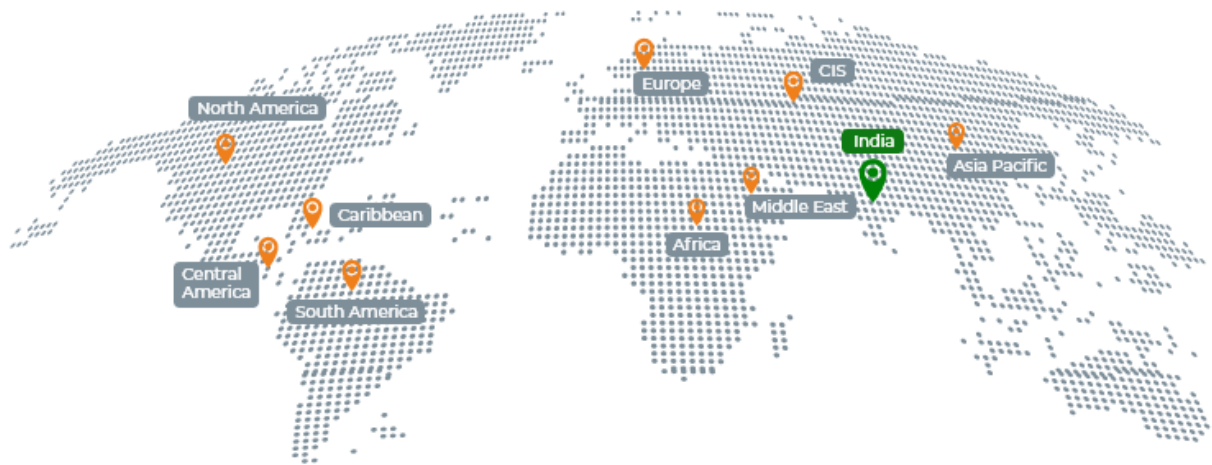 Europe
CIS
North America
India
Asia Pacific
Caribbean
Middle East
Africa
Central
America
South America